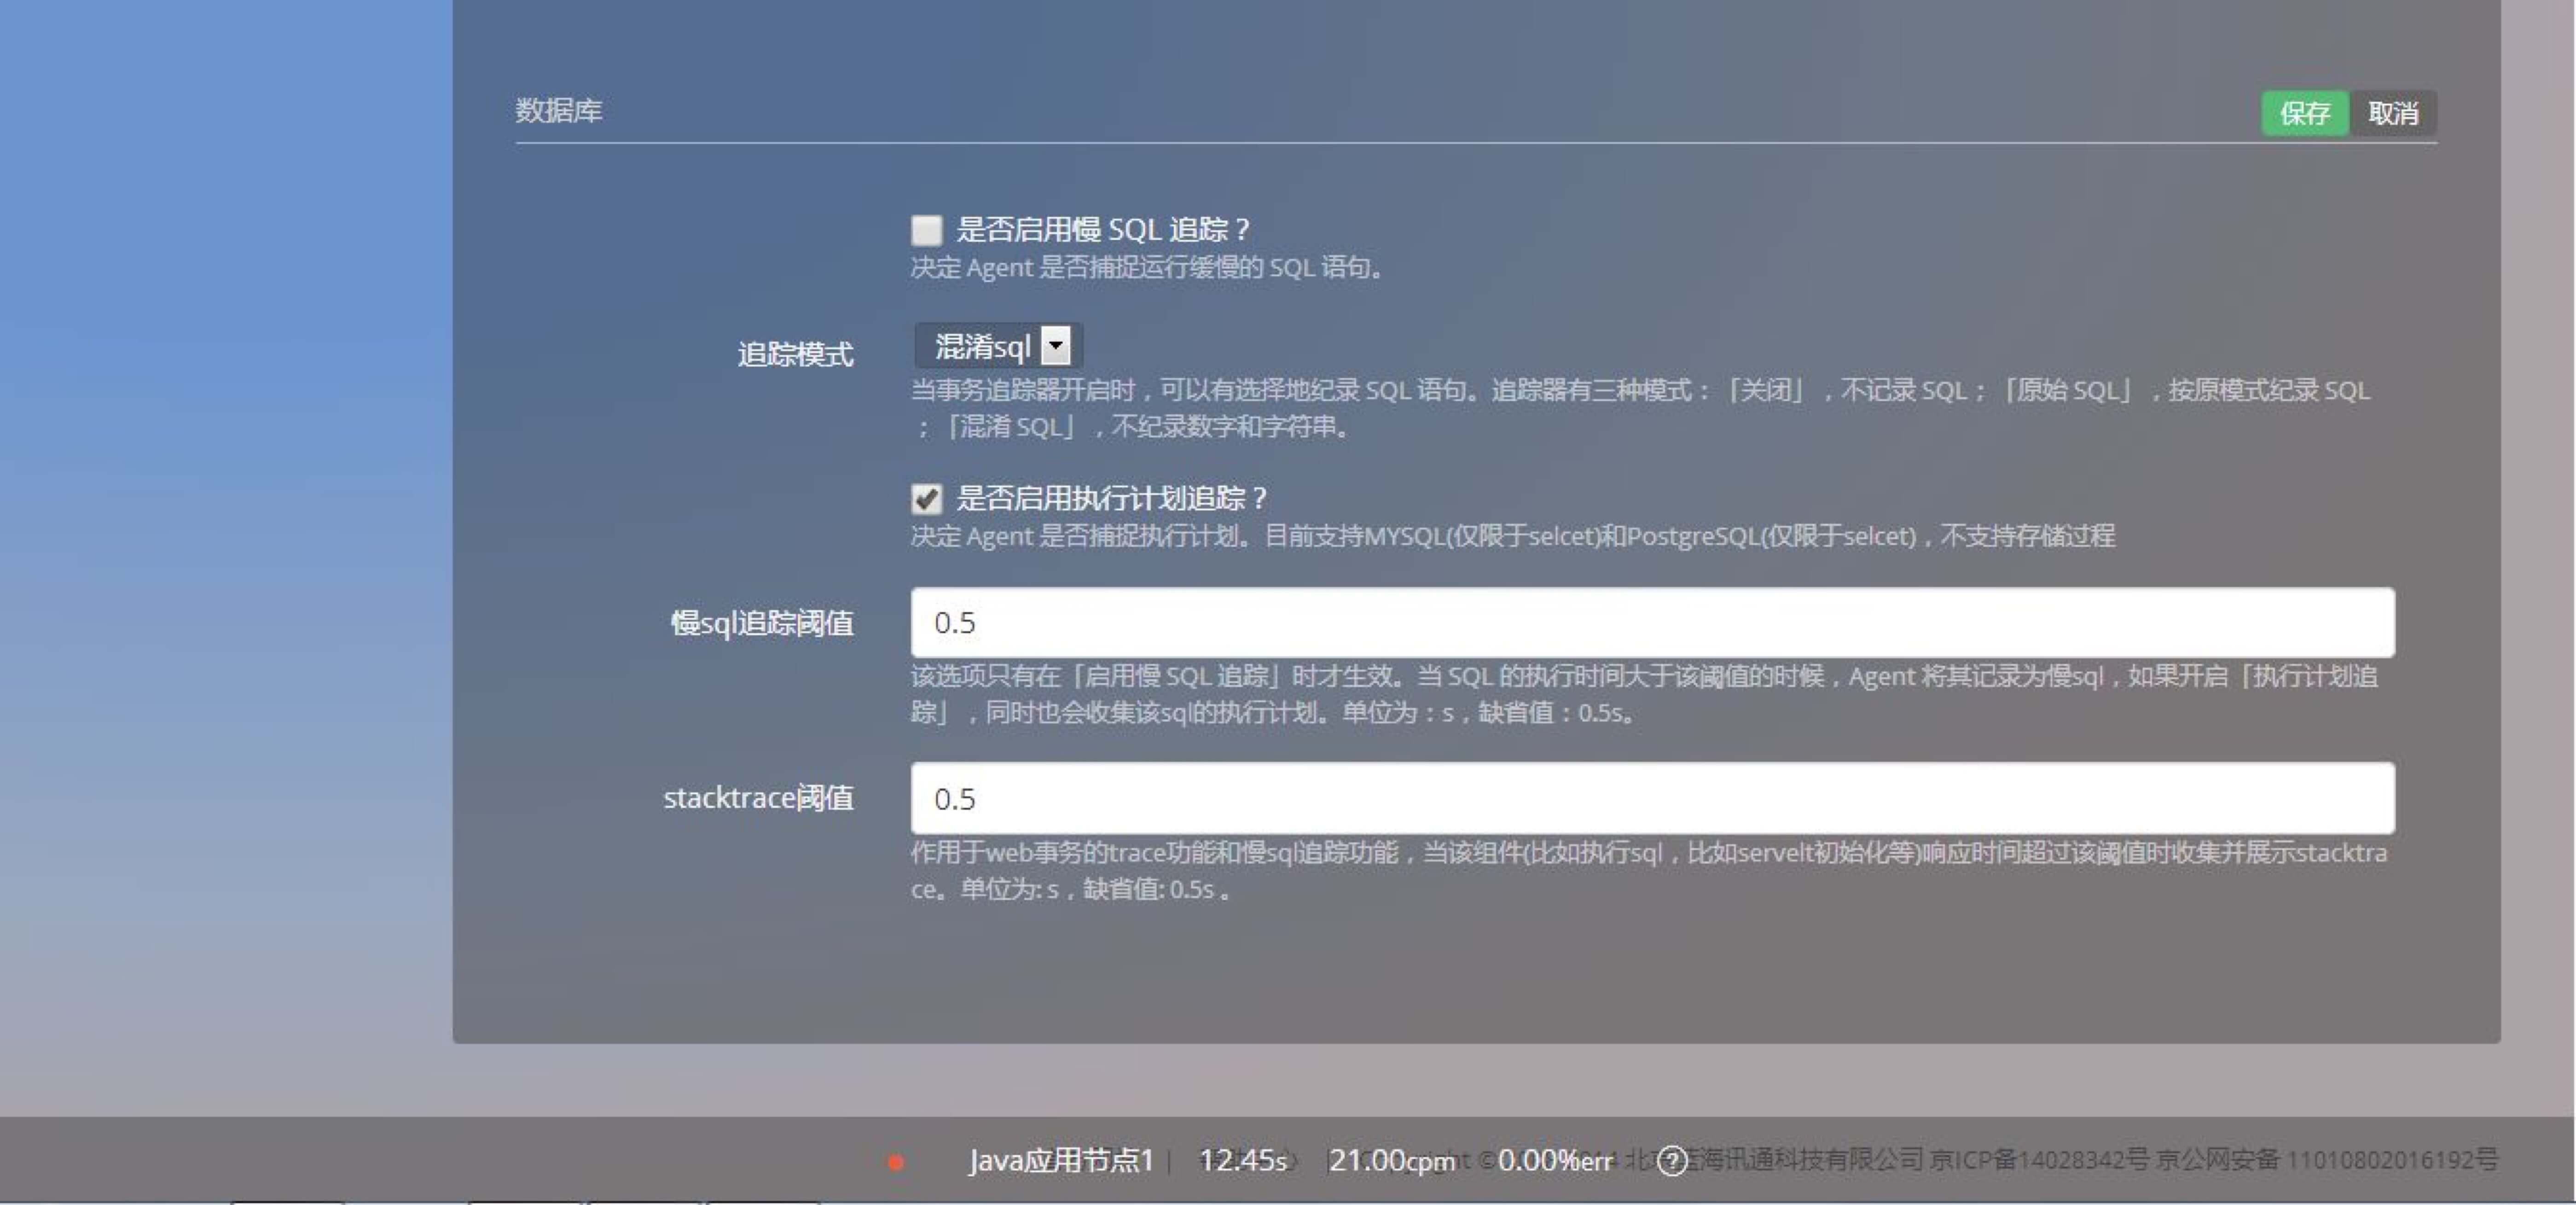 数据库
保存 取消
是否启用慢 SQL 追踪？
决定 Agent 是否捕捉运行缓慢的 SQL 语句。
追踪模式
混淆sql
当事务追踪器开启时，可以有选择地纪录 SQL 语句。追踪器有三种模式：「关闭」，不记录 SQL；「原始 SQL」，按原模式纪录 SQL
；「混淆 SQL」，不纪录数字和字符串。
是否启用执行计划追踪？
决定 Agent 是否捕捉执行计划。目前支持MYSQL(仅限于selcet)和PostgreSQL(仅限于selcet)，不支持存储过程
慢sql追踪阈值
0.5
该选项只有在「启用慢 SQL 追踪」时才生效。当 SQL 的执行时间大于该阈值的时候，Agent 将其记录为慢sql，如果开启「执行计划追
踪」，同时也会收集该sql的执行计划。单位为：s，缺省值：0.5s。
stacktrace阈值
0.5
作用于web事务的trace功能和慢sql追踪功能，当该组件(比如执行sql，比如servelt初始化等)响应时间超过该阈值时收集并展示stacktra
ce。单位为: s，缺省值: 0.5s 。
Java应用节点1 12.45s 21.00cpm 0.00%err ? 海讯通科技有限公司 京ICP备14028342号 京公网安备 11010802016192号